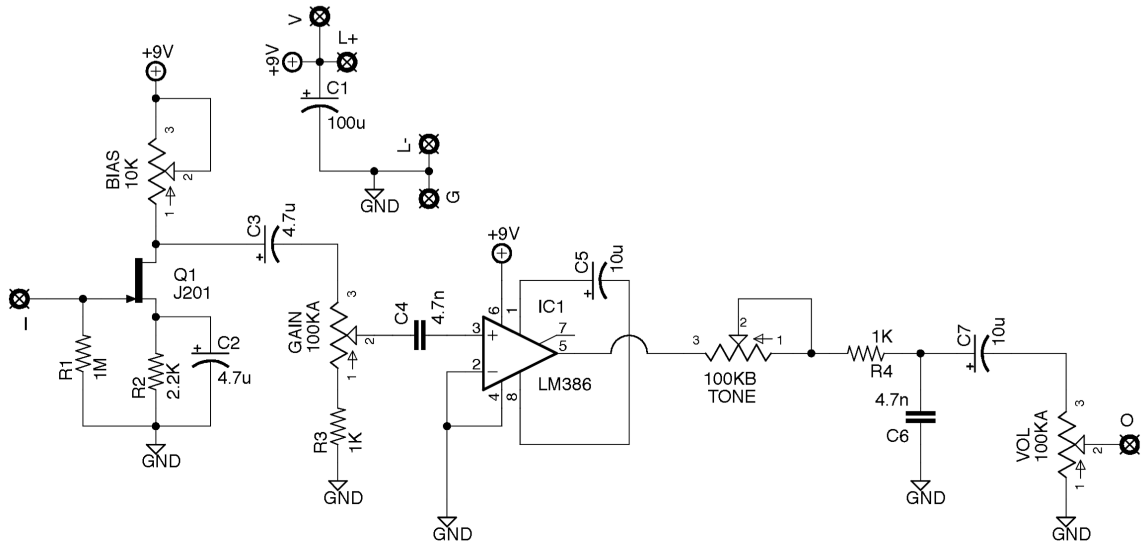 V
+9V
L+
+9V
C1
+
100u
L-
G
GND
BIAS
10K
3
2
1
C3
4.7u
+
Q1
J201
I
R1
1M
R2
2.2K
C2
+
4.7u
GND
GAIN
100KA
3
2
1
R3
1K
GND
C4
4.7n
+9V
6
1
C5
10u
+
IC1
3
+
7
5
2
-
4
8
LM386
GND
3
2
1
100KB
TONE
1K
R4
4.7n
C6
GND
C7
10u
+
VOL
100KA
3
2
1
O
GND